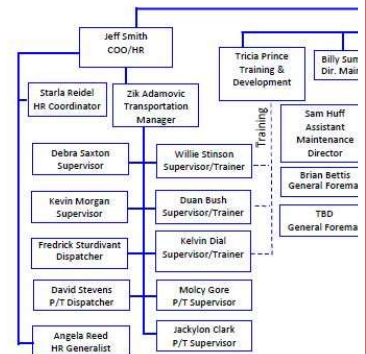 Jeff Smith
COO/HR
Tricia Prince
Training &
Development
Billy Sum
Dir. Main
Starla Reidel
HR Coordinator
Zik Adamovic
Transportation
Manager
Training
Sam Huff
Assistant
Maintenance
Director
Debra Saxton
Supervisor
Willie Stinson
Supervisor/Trainer
Brian Bettis
General Forema
Kevin Morgan
Supervisor
Duan Bush
Supervisor/Trainer
TBD
General Forema
Fredrick Sturdivant
Dispatcher
Kelvin Dial
Supervisor/Trainer
David Stevens
P/T Dispatcher
Molcy Gore
P/T Supervisor
Angela Reed
HR Generalist
Jackylon Clark
P/T Supervisor